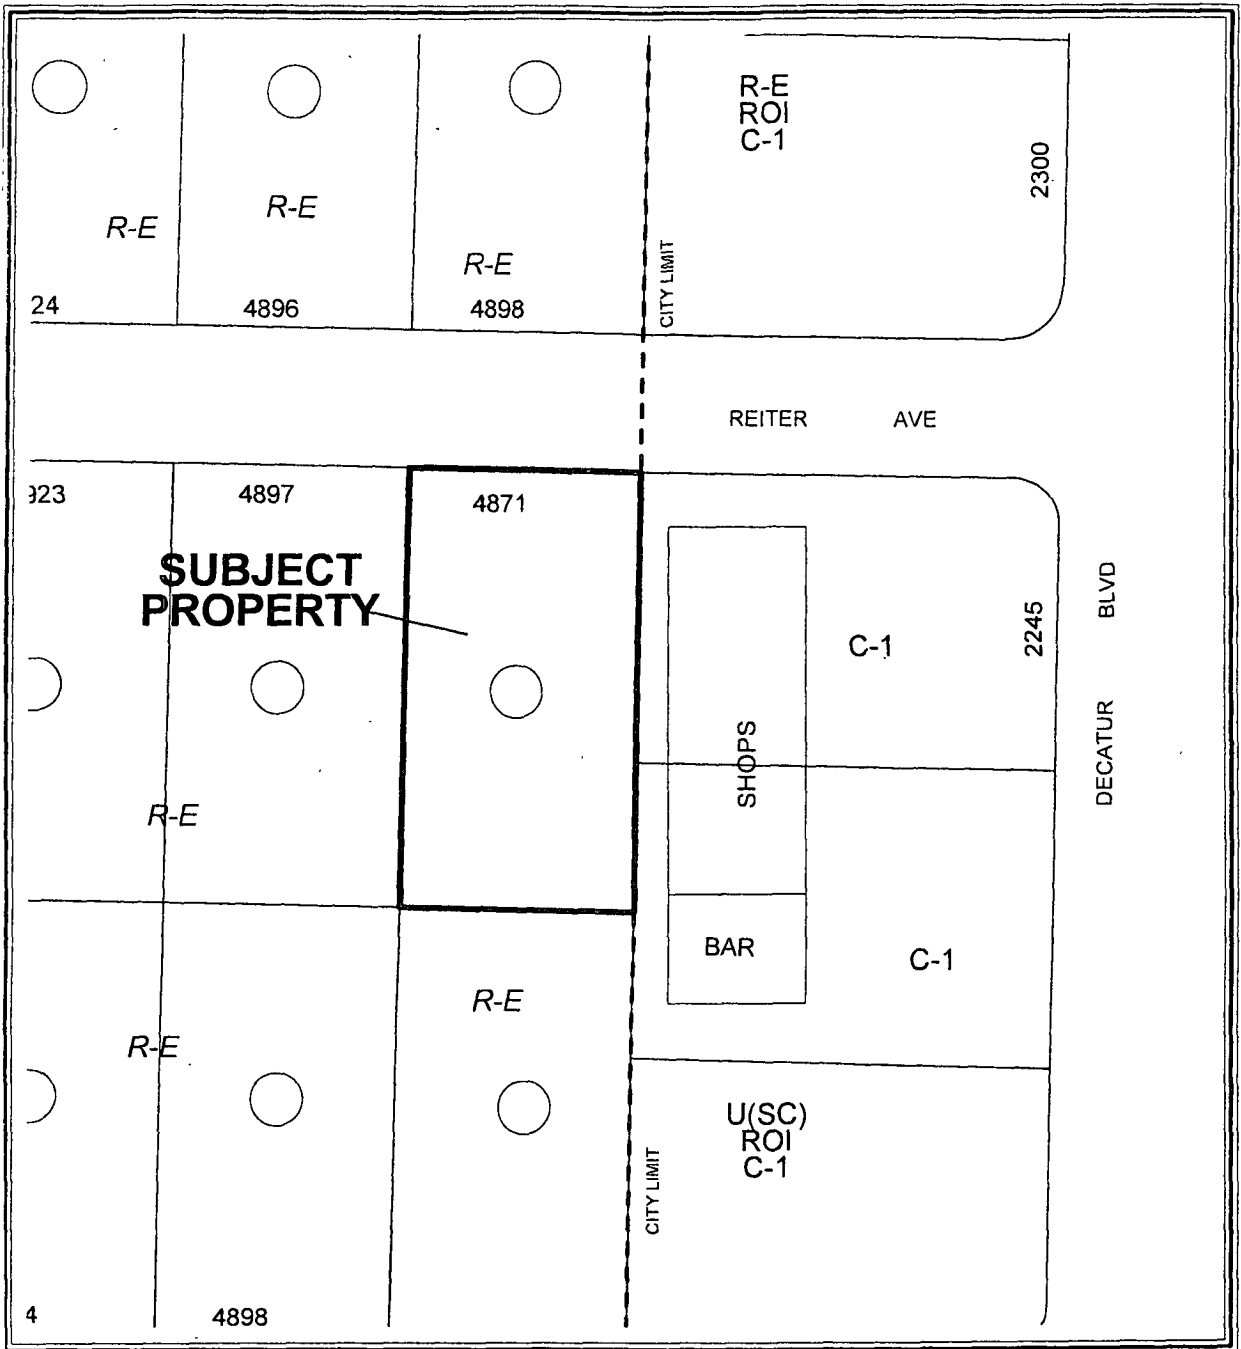 R-E
ROI
C-1
2300
R-E
R-E
R-E
CITY LIMIT
24
4896
4898
REITER AVE
923
4897
4871
SUBJECT
PROPERTY
C-1
2245
DECATUR BLVD
SHOPS
R-E
BAR
C-1
R-E
R-E
U(SC)
ROI
C-1
CITY LIMIT
4
4898